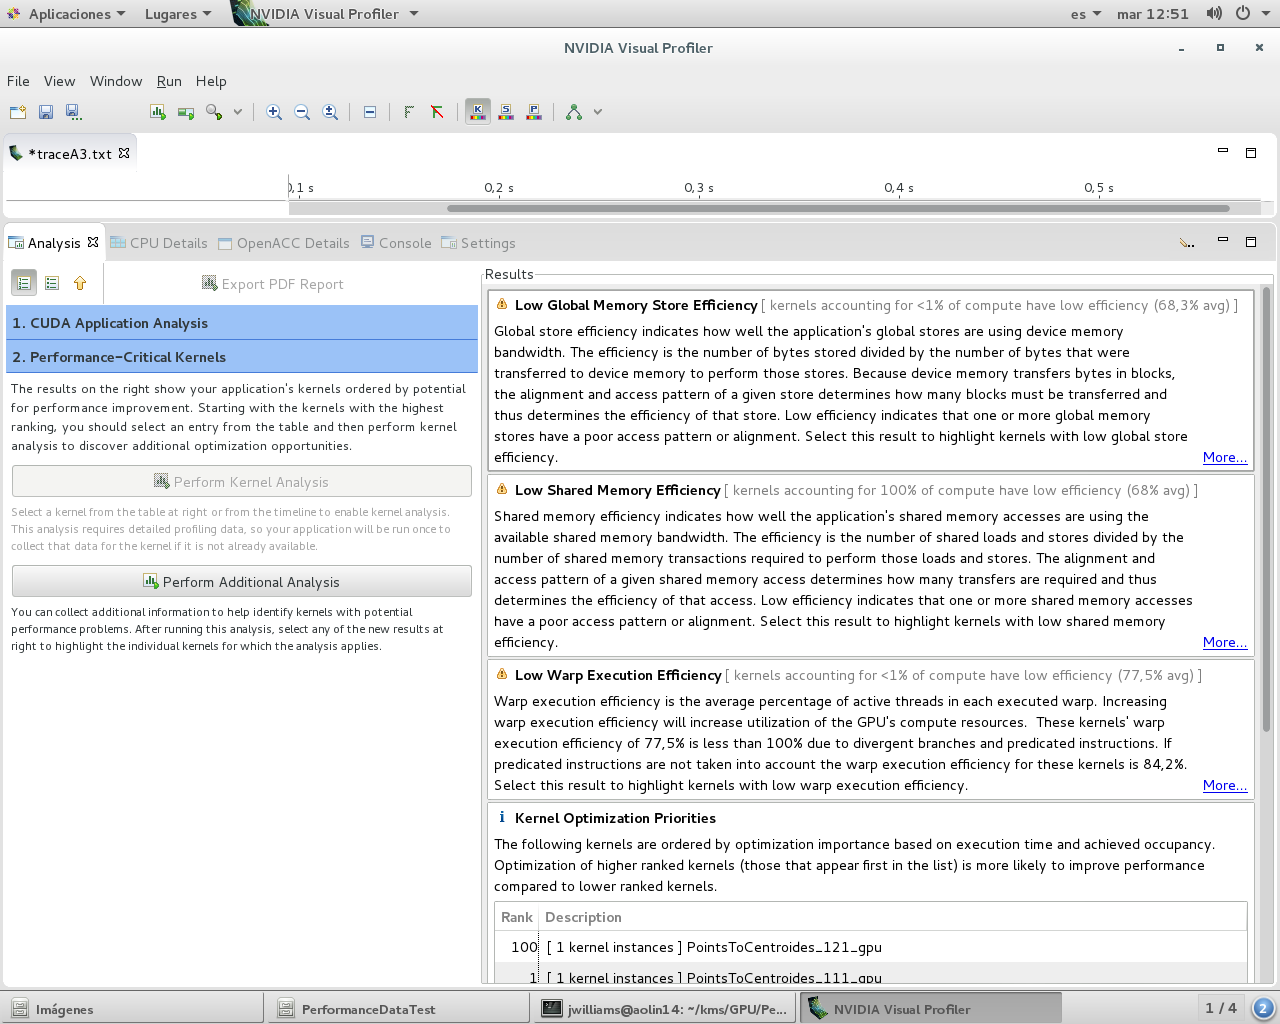 Aplicaciones Lugares NVIDIA Visual Profiler es mar 12:51
NVIDIA Visual Profiler
File View Window Run Help
K S P
*traceA3.txt
0,1 s 0,2 s 0,3 s 0,4 s 0,5 s
Analysis CPU Details OpenACC Details Console Settings
Export PDF Report
1. CUDA Application Analysis
2. Performance-Critical Kernels
The results on the right show your application's kernels ordered by potential
for performance improvement. Starting with the kernels with the highest
ranking, you should select an entry from the table and then perform kernel
analysis to discover additional optimization opportunities.
Perform Kernel Analysis
Select a kernel from the table at right or from the timeline to enable kernel analysis.
This analysis requires detailed profiling data, so your application will be run once to
collect that data for the kernel if it is not already available.
Perform Additional Analysis
You can collect additional information to help identify kernels with potential
performance problems. After running this analysis, select any of the new results at
right to highlight the individual kernels for which the analysis applies.
Results
Low Global Memory Store Efficiency [ kernels accounting for <1% of compute have low efficiency (68,3% avg) ]
Global store efficiency indicates how well the application's global stores are using device memory
bandwidth. The efficiency is the number of bytes stored divided by the number of bytes that were
transferred to device memory to perform those stores. Because device memory transfers bytes in blocks,
the alignment and access pattern of a given store determines how many blocks must be transferred and
thus determines the efficiency of that store. Low efficiency indicates that one or more global memory
stores have a poor access pattern or alignment. Select this result to highlight kernels with low global store
efficiency. More...
Low Shared Memory Efficiency [ kernels accounting for 100% of compute have low efficiency (68% avg) ]
Shared memory efficiency indicates how well the application's shared memory accesses are using the
available shared memory bandwidth. The efficiency is the number of shared loads and stores divided by the
number of shared memory transactions required to perform those loads and stores. The alignment and
access pattern of a given shared memory access determines how many transfers are required and thus
determines the efficiency of that access. Low efficiency indicates that one or more shared memory accesses
have a poor access pattern or alignment. Select this result to highlight kernels with low shared memory
efficiency. More...
Low Warp Execution Efficiency [ kernels accounting for <1% of compute have low efficiency (77,5% avg) ]
Warp execution efficiency is the average percentage of active threads in each executed warp. Increasing
warp execution efficiency will increase utilization of the GPU's compute resources.  These kernels' warp
execution efficiency of 77,5% is less than 100% due to divergent branches and predicated instructions. If
predicated instructions are not taken into account the warp execution efficiency for these kernels is 84,2%.
Select this result to highlight kernels with low warp execution efficiency. More...
Kernel Optimization Priorities
The following kernels are ordered by optimization importance based on execution time and achieved occupancy.
Optimization of higher ranked kernels (those that appear first in the list) is more likely to improve performance
compared to lower ranked kernels.
Rank Description
100 [ 1 kernel instances ] PointsToCentroides_121_gpu
1 [ 1 kernel instances ] PointsToCentroides_111_gpu
Imágenes PerformanceDataTest jwilliams@aolin14: ~/kms/GPU/Pe... NVIDIA Visual Profiler 1 / 4 2